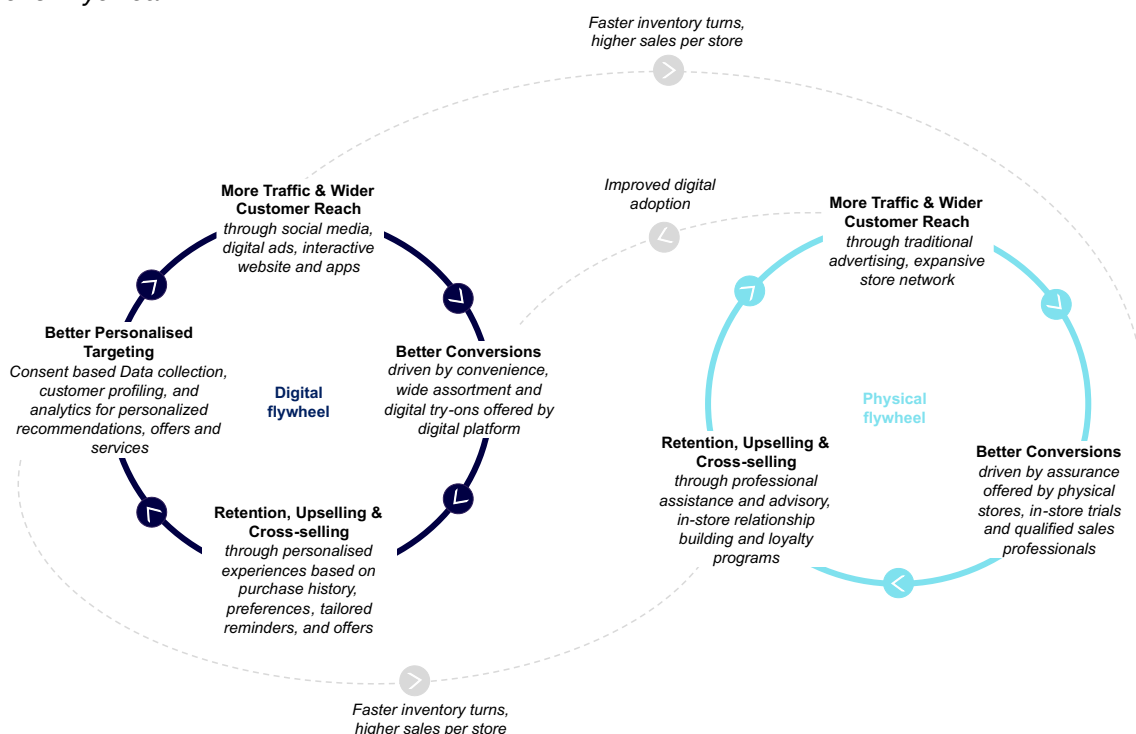 Faster inventory turns,
higher sales per store
Improved digital
adoption
More Traffic & Wider
Customer Reach
through social media,
digital ads, interactive
website and apps
Better Personalised
Targeting
Consent based Data collection,
customer profiling, and
analytics for personalized
recommendations, offers and
services
Digital
flywheel
Better Conversions
driven by convenience,
wide assortment and
digital try-ons offered by
digital platform
Retention, Upselling &
Cross-selling
through personalised
experiences based on
purchase history,
preferences, tailored
reminders, and offers
More Traffic & Wider
Customer Reach
through traditional
advertising, expansive
store network
Physical
flywheel
Retention, Upselling &
Cross-selling
through professional
assistance and advisory,
in-store relationship
building and loyalty
programs
Better Conversions
driven by assurance
offered by physical
stores, in-store trials
and qualified sales
professionals
Faster inventory turns,
higher sales per store